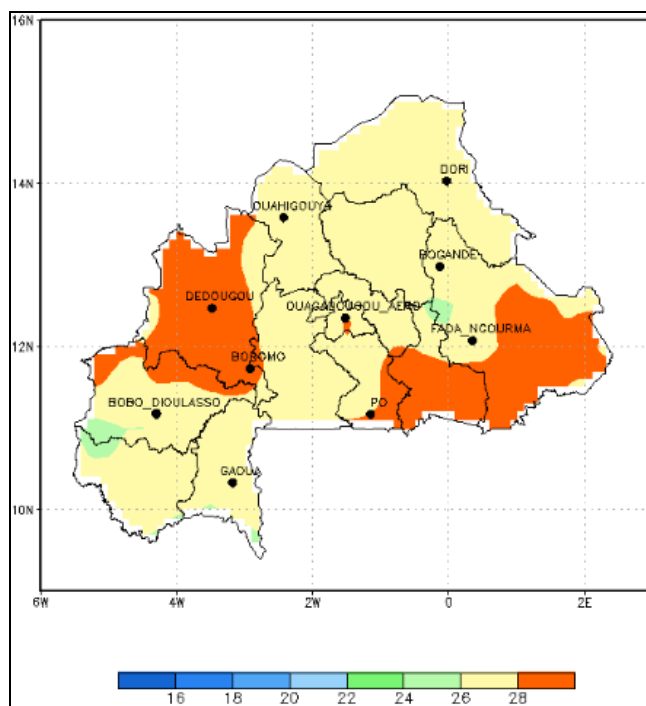 16N
DORI
14N
OUAHIGOUYA
BOGANDE
DEDOUGOU
OUAGADOUGOU_AERO
FADA_NGOURMA
12N
BOROMO
BOBO_DIOULASSO
PO
GAOUA
10N
6W 4W 2W 0 2E
16 18 20 22 24 26 28